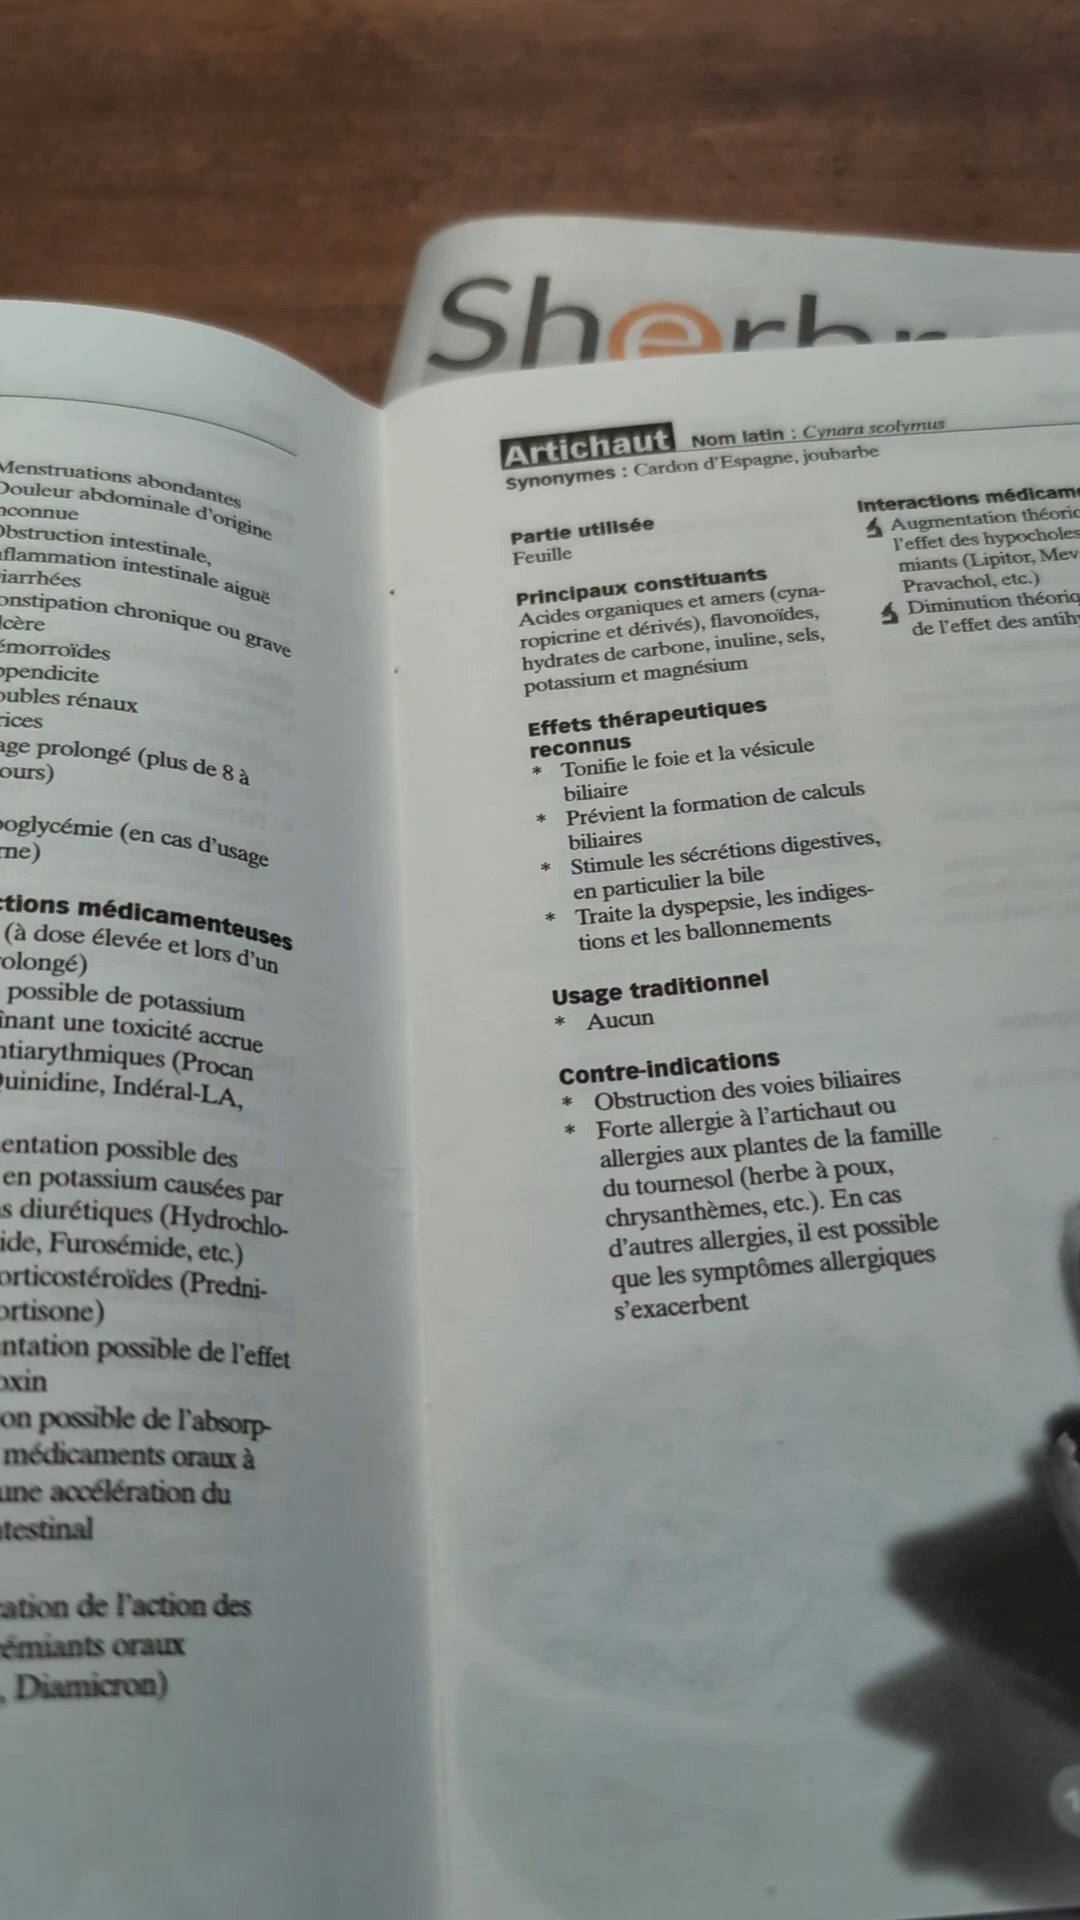 Sherbr
Menstruations abondantes
Douleur abdominale d'origine
inconnue
Obstruction intestinale,
inflammation intestinale aiguë
diarrhées
onstipation chronique ou grave
lcère
émorroïdes
ppendicite
oubles rénaux
rices
age prolongé (plus de 8 à
ours)
oglycémie (en cas d'usage
rne)
ctions médicamenteuses
(à dose élevée et lors d'un
olongé)
possible de potassium
înant une toxicité accrue
ntiarythmiques (Procan
Quinidine, Indéral-LA,
entation possible des
en potassium causées par
s diurétiques (Hydrochlo-
ide, Furosémide, etc.)
orticostéroïdes (Predni-
ortisone)
ntation possible de l'effet
oxin
on possible de l'absorp-
médicaments oraux à
une accélération du
ntestinal
ation de l'action des
émiants oraux
, Diamicron)
Artichaut Nom latin : Cynara scolymus
Synonymes : Cardon d'Espagne, joubarbe
Partie utilisée
Feuille
Principaux constituants
Acides organiques et amers (cyna-
ropicrine et dérivés), flavonoïdes,
hydrates de carbone, inuline, sels,
potassium et magnésium
Effets thérapeutiques
reconnus
* Tonifie le foie et la vésicule
biliaire
* Prévient la formation de calculs
biliaires
* Stimule les sécrétions digestives,
en particulier la bile
* Traite la dyspepsie, les indiges-
tions et les ballonnements
Usage traditionnel
* Aucun
Contre-indications
* Obstruction des voies biliaires
* Forte allergie à l'artichaut ou
allergies aux plantes de la famille
du tournesol (herbe à poux,
chrysanthèmes, etc.). En cas
d'autres allergies, il est possible
que les symptômes allergiques
s'exacerbent
Interactions médicame
Augmentation théoric
l'effet des hypocholes
miants (Lipitor, Mev
Pravachol, etc.)
Diminution théoriq
de l'effet des antihy
1